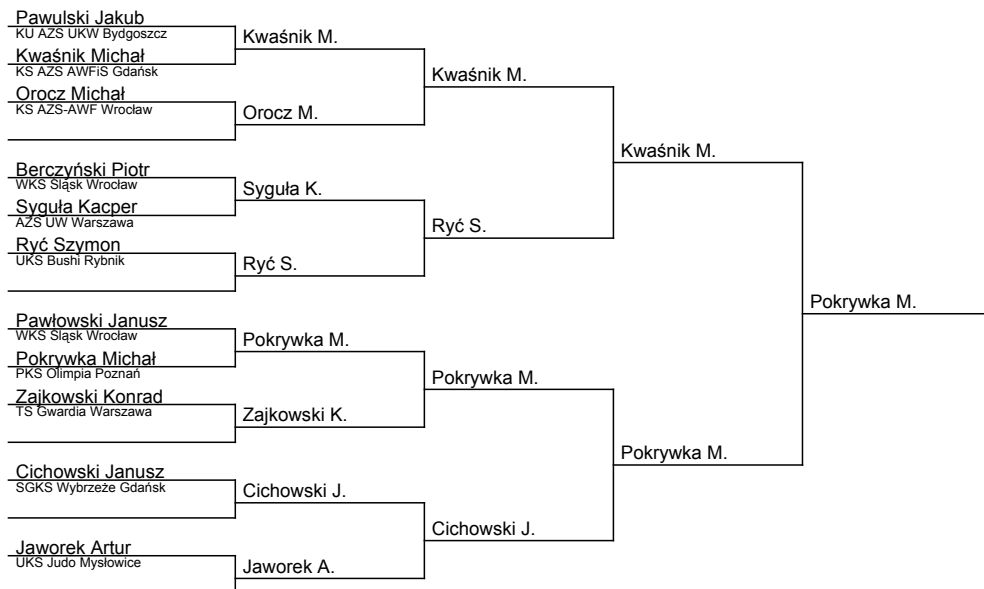 Pawulski Jakub
KU AZS UKW Bydgoszcz
Kwaśnik M.
Kwaśnik Michał
KS AZS AWFiS Gdańsk
Kwaśnik M.
Orocz Michał
KS AZS-AWF Wrocław
Orocz M.
Kwaśnik M.
Berczyński Piotr
WKS Śląsk Wrocław
Syguła K.
Syguła Kacper
AZS UW Warszawa
Ryć S.
Ryć Szymon
UKS Bushi Rybnik
Ryć S.
Pokrywka M.
Pawłowski Janusz
WKS Śląsk Wrocław
Pokrywka M.
Pokrywka Michał
PKS Olimpia Poznań
Pokrywka M.
Zajkowski Konrad
TS Gwardia Warszawa
Zajkowski K.
Pokrywka M.
Cichowski Janusz
SGKS Wybrzeże Gdańsk
Cichowski J.
Cichowski J.
Jaworek Artur
UKS Judo Mysłowice
Jaworek A.